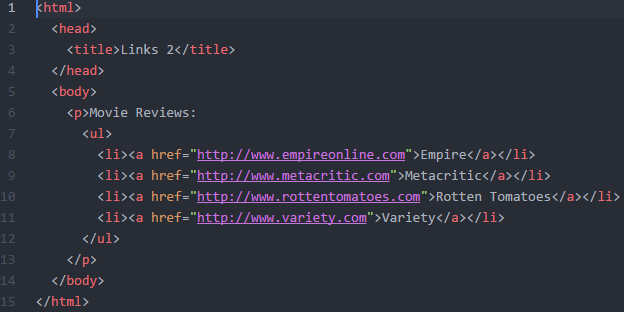 1 <html>
2   <head>
3     <title>Links 2</title>
4   </head>
5   <body>
6     <p>Movie Reviews:
7       <ul>
8         <li><a href="http://www.empireonline.com">Empire</a></li>
9         <li><a href="http://www.metacritic.com">Metacritic</a></li>
10         <li><a href="http://www.rottentomatoes.com">Rotten Tomatoes</a></li>
11         <li><a href="http://www.variety.com">Variety</a></li>
12       </ul>
13     </p>
14   </body>
15 </html>